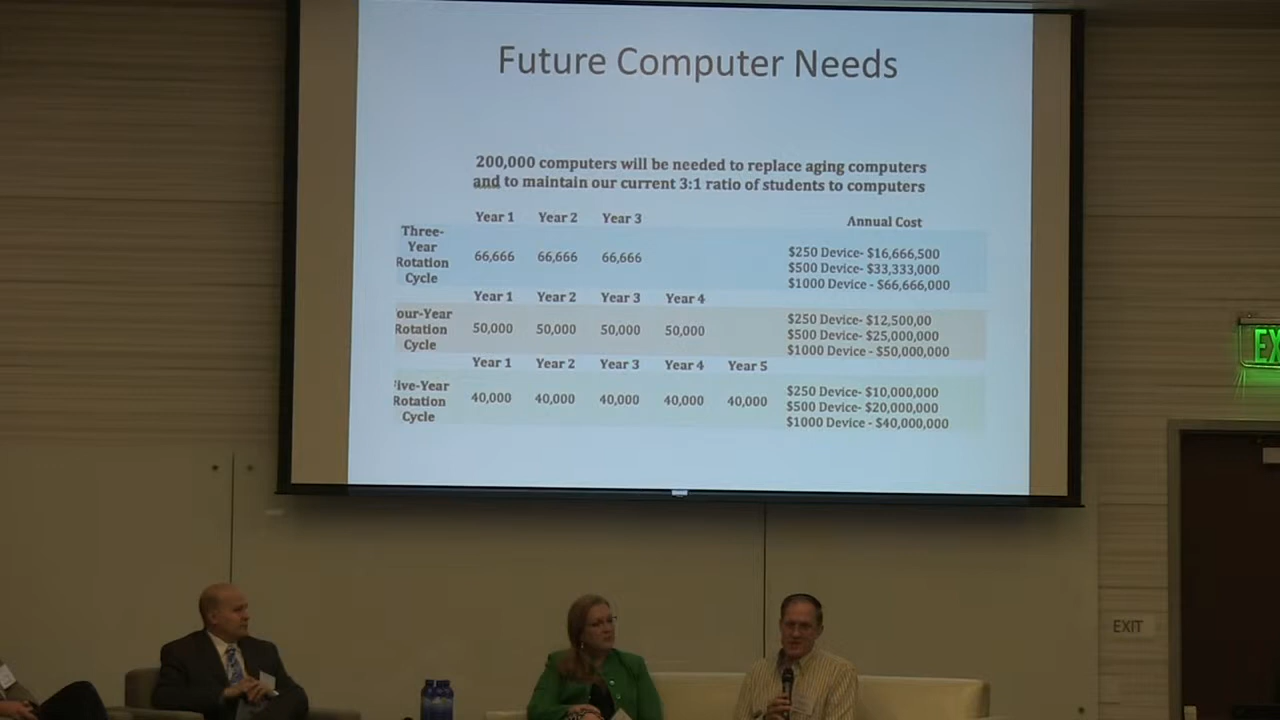 Future Computer Needs
200,000 computers will be needed to replace aging computers
and to maintain our current 3:1 ratio of students to computers
Year 1 Year 2 Year 3 Annual Cost
Three-
Year
Rotation
Cycle
66,666 66,666 66,666
$250 Device- $16,666,500
$500 Device- $33,333,000
$1000 Device - $66,666,000
Year 1 Year 2 Year 3 Year 4
our-Year
Rotation
Cycle
50,000 50,000 50,000 50,000
$250 Device- $12,500,00
$500 Device- $25,000,000
$1000 Device - $50,000,000
Year 1 Year 2 Year 3 Year 4 Year 5
ive-Year
Rotation
Cycle
40,000 40,000 40,000 40,000 40,000
$250 Device- $10,000,000
$500 Device- $20,000,000
$1000 Device - $40,000,000
EX
EXIT